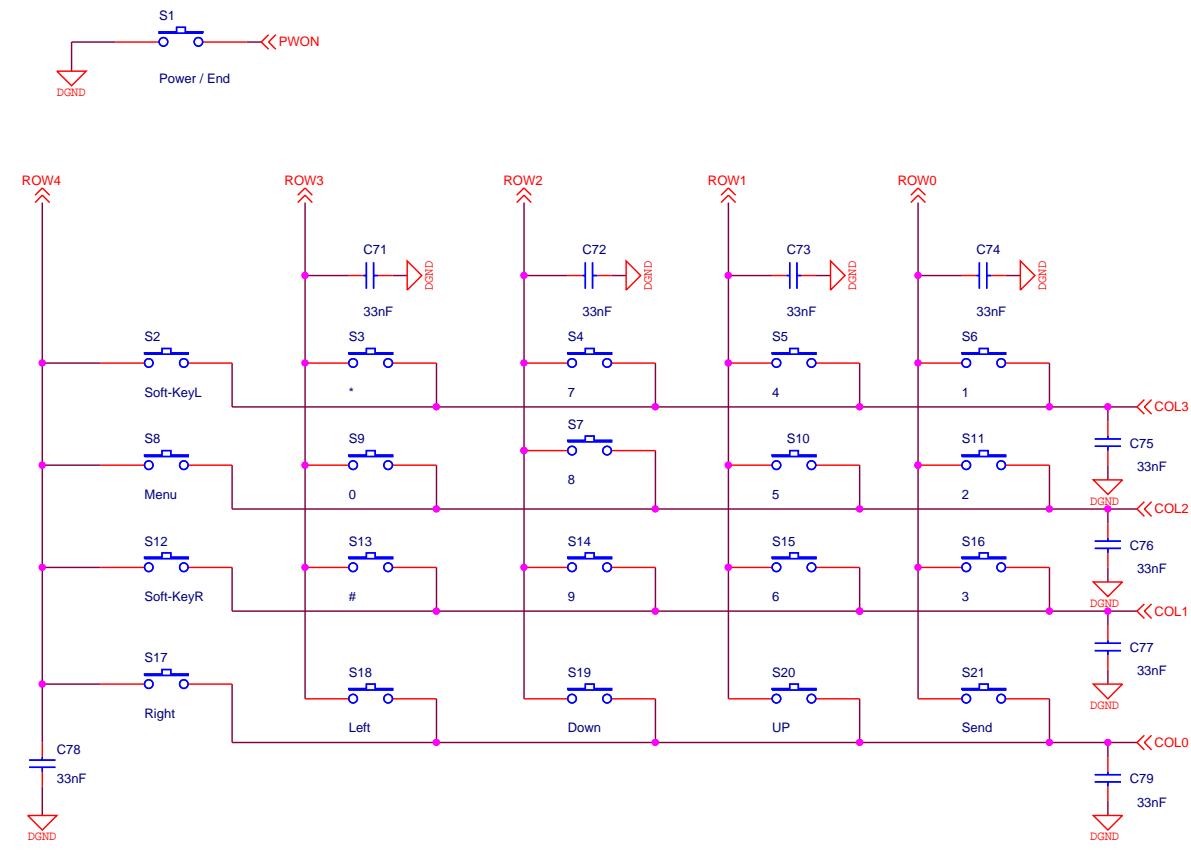 S1
PWON
Power / End
DGND
ROW4 ROW3 ROW2 ROW1 ROW0
C71 C72 C73 C74
DGND DGND DGND DGND
33nF 33nF 33nF 33nF
S2 S3 S4 S5 S6
Soft-KeyL * 7 4 1
COL3
S7
S8 S9 S10 S11 C75
33nF
8
Menu 0 5 2
DGND
COL2
S12 S13 S14 S15 S16 C76
33nF
Soft-KeyR # 9 6 3
DGND
COL1
C77
S17 33nF
S18 S19 S20 S21
DGND
Right
Left Down UP Send
COL0
C78
33nF
C79
33nF
DGND DGND